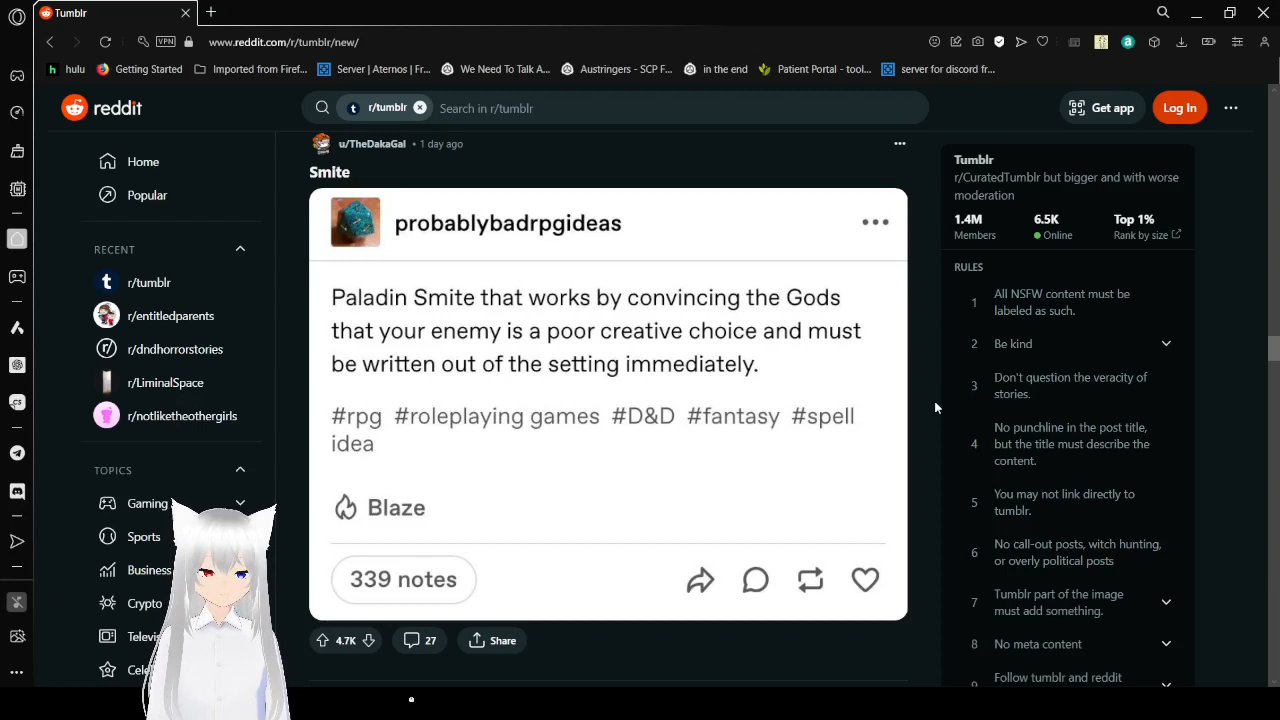 Tumblr
VPN
www.reddit.com/r/tumblr/new/
hulu
Getting Started
Imported from Firef...
Server | Aternos | Fr...
We Need To Talk A...
Austringers - SCP F...
in the end
Patient Portal - tool...
server for discord fr...
reddit
r/tumblr
Search in r/tumblr
Get app
Log In
Home
Popular
RECENT
r/tumblr
r/entitledparents
r/dndhorrorstories
r/LiminalSpace
r/notliketheothergirls
TOPICS
Gaming
Sports
Business
Crypto
u/TheDakaGal • 1 day ago
Smite
probablybadrpgideas
Paladin Smite that works by convincing the Gods
that your enemy is a poor creative choice and must
be written out of the setting immediately.
#rpg #roleplaying games #D&D #fantasy #spell
idea
Blaze
339 notes
4.7K
27
Share
Tumblr
r/CuratedTumblr but bigger and with worse
moderation
1.4M
Members
6.5K
Online
Top 1%
Rank by size
RULES
1
All NSFW content must be
labeled as such.
2
Be kind
3
Don't question the veracity of
stories.
4
No punchline in the post title,
but the title must describe the
content.
5
You may not link directly to
tumblr.
6
No call-out posts, witch hunting,
or overly political posts
7
Tumblr part of the image
must add something.
8
No meta content
Follow tumblr and reddit